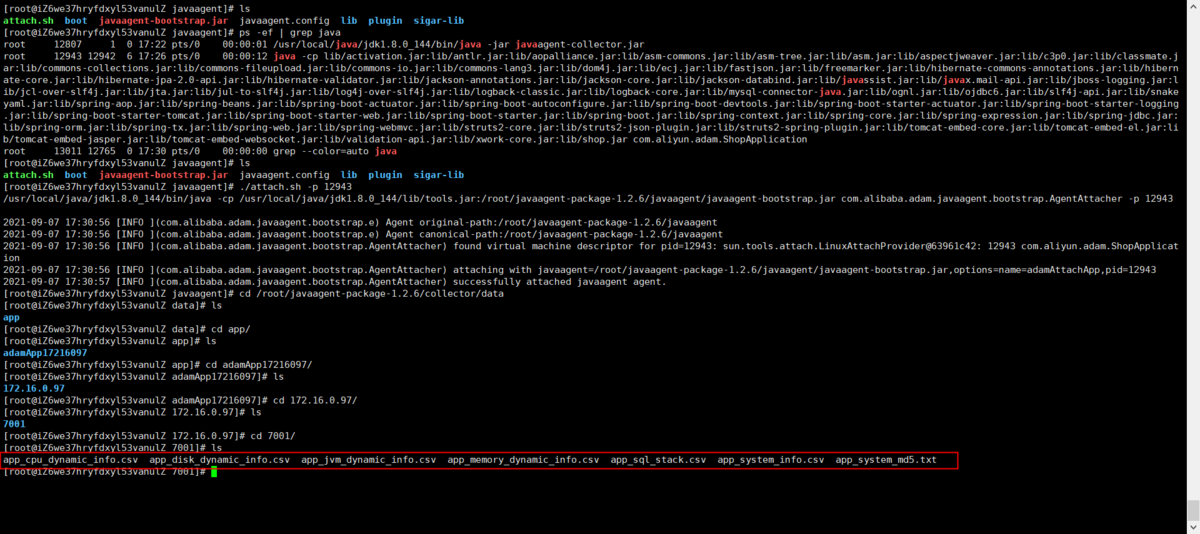 [root@iZ6we37hryfdxyl53vanulZ javaagent]# ls
attach.sh  boot  javaagent-bootstrap.jar  javaagent.config  lib  plugin  sigar-lib
[root@iZ6we37hryfdxyl53vanulZ javaagent]# ps -ef | grep java
root     12807     1  0 17:22 pts/0    00:00:01 /usr/local/java/jdk1.8.0_144/bin/java -jar javaagent-collector.jar
root     12943 12942  6 17:26 pts/0    00:00:12 java -cp lib/activation.jar:lib/antlr.jar:lib/aopalliance.jar:lib/asm-commons.jar:lib/asm-tree.jar:lib/asm.jar:lib/aspectjweaver.jar:lib/c3p0.jar:lib/classmate.j
ar:lib/commons-collections.jar:lib/commons-fileupload.jar:lib/commons-io.jar:lib/commons-lang3.jar:lib/dom4j.jar:lib/ecj.jar:lib/fastjson.jar:lib/freemarker.jar:lib/hibernate-commons-annotations.jar:lib/hibern
ate-core.jar:lib/hibernate-jpa-2.0-api.jar:lib/hibernate-validator.jar:lib/jackson-annotations.jar:lib/jackson-core.jar:lib/jackson-databind.jar:lib/javassist.jar:lib/javax.mail-api.jar:lib/jboss-logging.jar:l
ib/jcl-over-slf4j.jar:lib/jta.jar:lib/jul-to-slf4j.jar:lib/log4j-over-slf4j.jar:lib/logback-classic.jar:lib/logback-core.jar:lib/mysql-connector-java.jar:lib/ognl.jar:lib/ojdbc6.jar:lib/slf4j-api.jar:lib/snake
yaml.jar:lib/spring-aop.jar:lib/spring-beans.jar:lib/spring-boot-actuator.jar:lib/spring-boot-autoconfigure.jar:lib/spring-boot-devtools.jar:lib/spring-boot-starter-actuator.jar:lib/spring-boot-starter-logging
.jar:lib/spring-boot-starter-tomcat.jar:lib/spring-boot-starter-web.jar:lib/spring-boot-starter.jar:lib/spring-boot.jar:lib/spring-context.jar:lib/spring-core.jar:lib/spring-expression.jar:lib/spring-jdbc.jar:
lib/spring-orm.jar:lib/spring-tx.jar:lib/spring-web.jar:lib/spring-webmvc.jar:lib/struts2-core.jar:lib/struts2-json-plugin.jar:lib/struts2-spring-plugin.jar:lib/tomcat-embed-core.jar:lib/tomcat-embed-el.jar:li
b/tomcat-embed-jasper.jar:lib/tomcat-embed-websocket.jar:lib/validation-api.jar:lib/xwork-core.jar:lib/shop.jar com.aliyun.adam.ShopApplication
root     13011 12765  0 17:30 pts/0    00:00:00 grep --color=auto java
[root@iZ6we37hryfdxyl53vanulZ javaagent]# ls
attach.sh  boot  javaagent-bootstrap.jar  javaagent.config  lib  plugin  sigar-lib
[root@iZ6we37hryfdxyl53vanulZ javaagent]# ./attach.sh -p 12943
/usr/local/java/jdk1.8.0_144/bin/java -cp /usr/local/java/jdk1.8.0_144/lib/tools.jar:/root/javaagent-package-1.2.6/javaagent/javaagent-bootstrap.jar com.alibaba.adam.javaagent.bootstrap.AgentAttacher -p 12943
2021-09-07 17:30:56 [INFO ](com.alibaba.adam.javaagent.bootstrap.e) Agent original-path:/root/javaagent-package-1.2.6/javaagent
2021-09-07 17:30:56 [INFO ](com.alibaba.adam.javaagent.bootstrap.e) Agent canonical-path:/root/javaagent-package-1.2.6/javaagent
2021-09-07 17:30:56 [INFO ](com.alibaba.adam.javaagent.bootstrap.AgentAttacher) found virtual machine descriptor for pid=12943: sun.tools.attach.LinuxAttachProvider@63961c42: 12943 com.aliyun.adam.ShopApplicat
ion
2021-09-07 17:30:56 [INFO ](com.alibaba.adam.javaagent.bootstrap.AgentAttacher) attaching with javaagent=/root/javaagent-package-1.2.6/javaagent/javaagent-bootstrap.jar,options=name=adamAttachApp,pid=12943
2021-09-07 17:30:57 [INFO ](com.alibaba.adam.javaagent.bootstrap.AgentAttacher) successfully attached javaagent agent.
[root@iZ6we37hryfdxyl53vanulZ javaagent]# cd /root/javaagent-package-1.2.6/collector/data
[root@iZ6we37hryfdxyl53vanulZ data]# ls
app
[root@iZ6we37hryfdxyl53vanulZ data]# cd app/
[root@iZ6we37hryfdxyl53vanulZ app]# ls
adamApp17216097
[root@iZ6we37hryfdxyl53vanulZ app]# cd adamApp17216097/
[root@iZ6we37hryfdxyl53vanulZ adamApp17216097]# ls
172.16.0.97
[root@iZ6we37hryfdxyl53vanulZ adamApp17216097]# cd 172.16.0.97/
[root@iZ6we37hryfdxyl53vanulZ 172.16.0.97]# ls
7001
[root@iZ6we37hryfdxyl53vanulZ 172.16.0.97]# cd 7001/
[root@iZ6we37hryfdxyl53vanulZ 7001]# ls
app_cpu_dynamic_info.csv  app_disk_dynamic_info.csv  app_jvm_dynamic_info.csv  app_memory_dynamic_info.csv  app_sql_stack.csv  app_system_info.csv  app_system_md5.txt
[root@iZ6we37hryfdxyl53vanulZ 7001]#